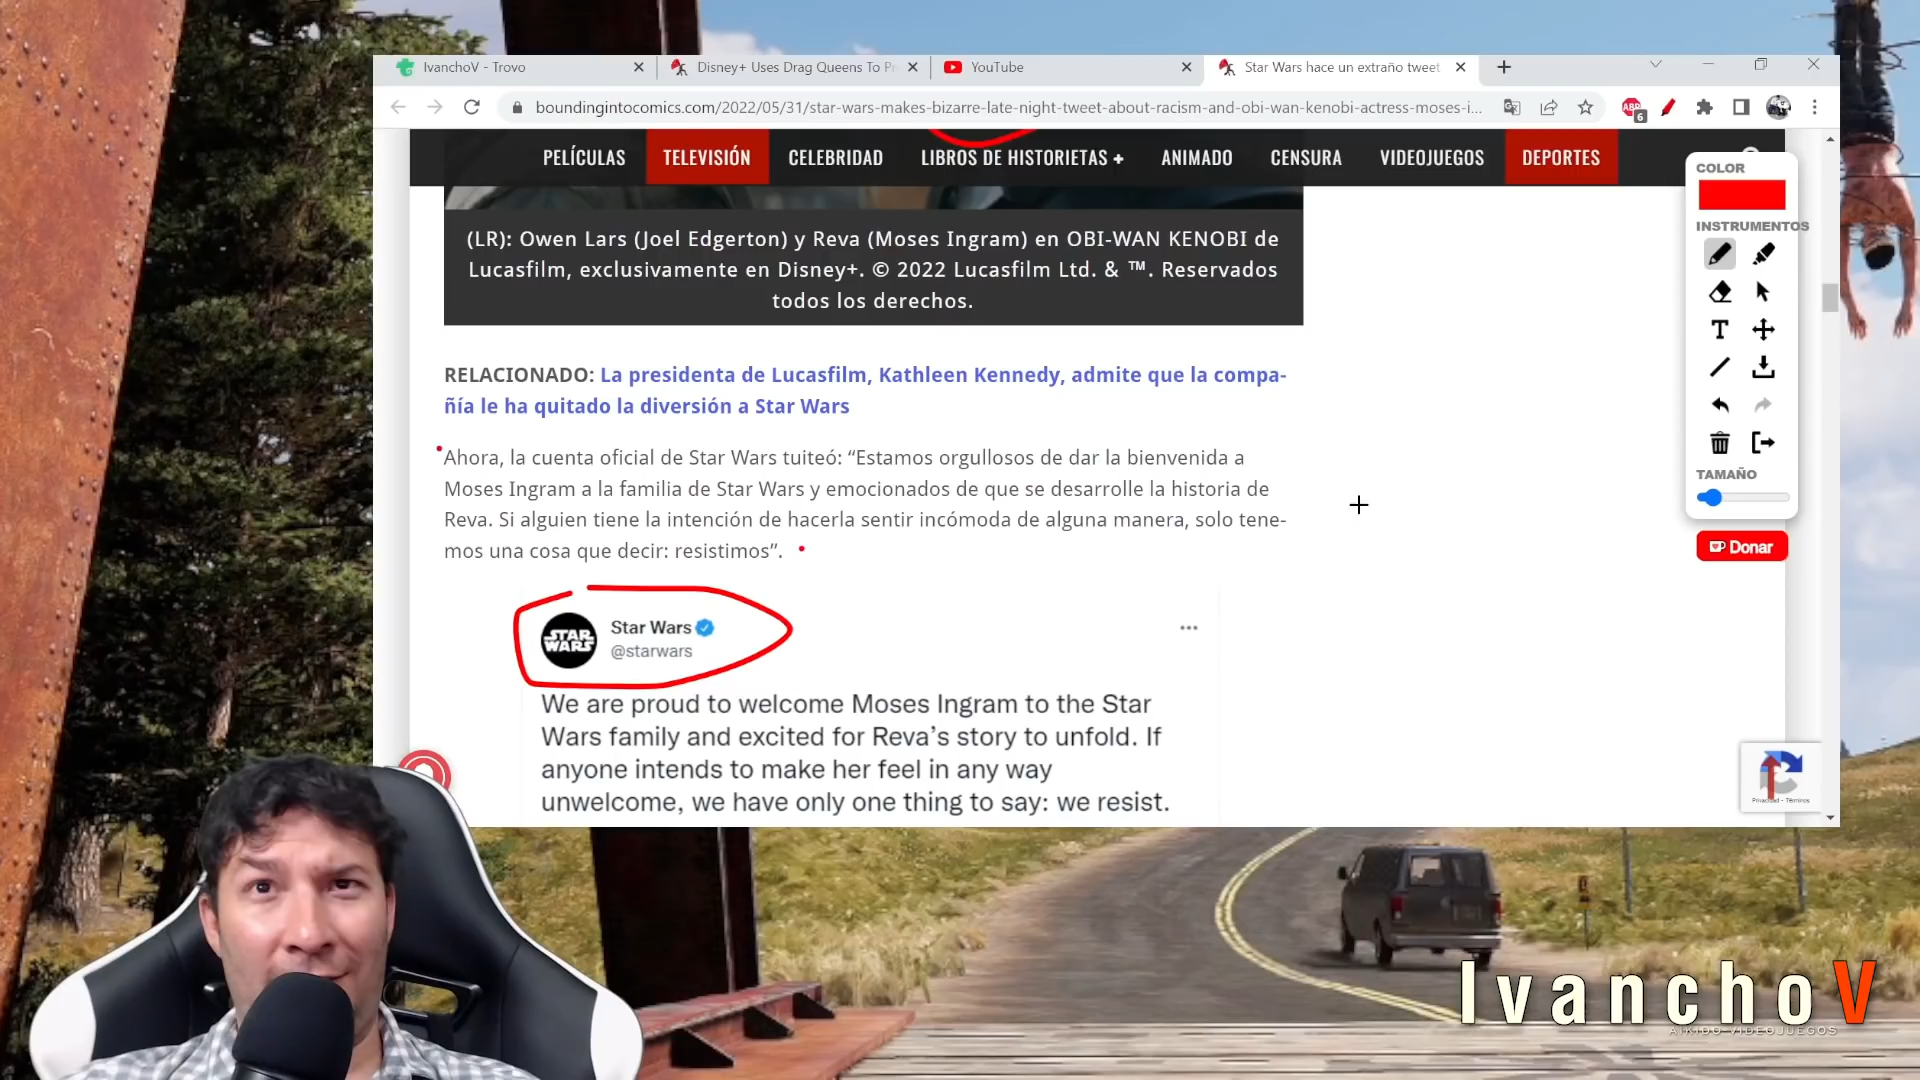 IvanchoV - Trovo
Disney+ Uses Drag Queens To Pr
YouTube
Star Wars hace un extraño tweet
boundingintocomics.com/2022/05/31/star-wars-makes-bizarre-late-night-tweet-about-racism-and-obi-wan-kenobi-actress-moses-i...
ABP
6
PELÍCULAS
TELEVISIÓN
CELEBRIDAD
LIBROS DE HISTORIETAS +
ANIMADO
CENSURA
VIDEOJUEGOS
DEPORTES
COLOR
INSTRUMENTOS
T
TAMAÑO
Donar
(LR): Owen Lars (Joel Edgerton) y Reva (Moses Ingram) en OBI-WAN KENOBI de
Lucasfilm, exclusivamente en Disney+. © 2022 Lucasfilm Ltd. & ™. Reservados
todos los derechos.
RELACIONADO: La presidenta de Lucasfilm, Kathleen Kennedy, admite que la compa-
ñía le ha quitado la diversión a Star Wars
Ahora, la cuenta oficial de Star Wars tuiteó: “Estamos orgullosos de dar la bienvenida a
Moses Ingram a la familia de Star Wars y emocionados de que se desarrolle la historia de
Reva. Si alguien tiene la intención de hacerla sentir incómoda de alguna manera, solo tene-
mos una cosa que decir: resistimos”.
STAR
WARS
Star Wars
@starwars
We are proud to welcome Moses Ingram to the Star
Wars family and excited for Reva’s story to unfold. If
anyone intends to make her feel in any way
unwelcome, we have only one thing to say: we resist.
Privacidad - Términos
IvanchoV
AIKIDO-VIDEOJUEGOS